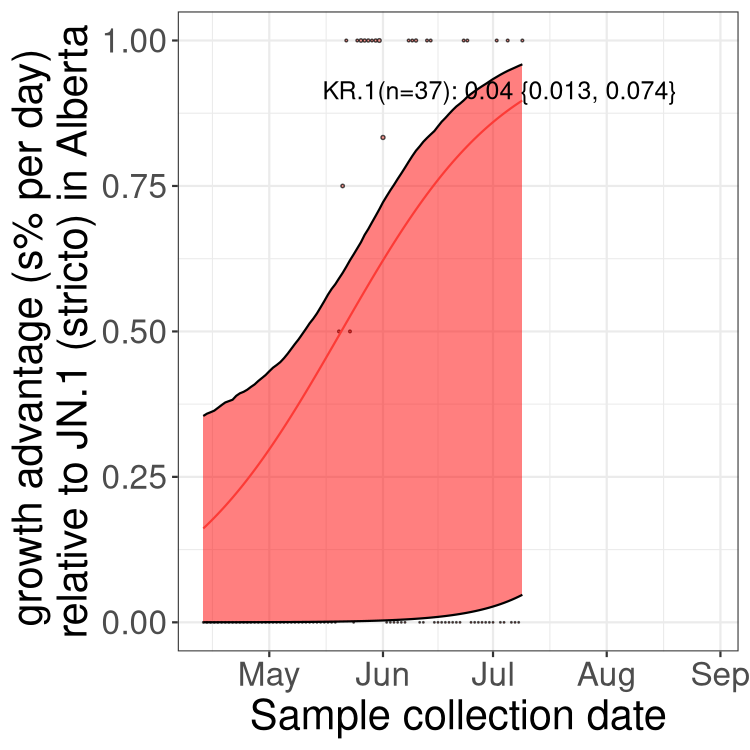 growth advantage (s% per day)
relative to JN.1 (stricto) in Alberta
1.00
0.75
0.50
0.25
0.00
KR.1(n=37): 0.04 {0.013, 0.074}
May Jun Jul Aug Sep
Sample collection date